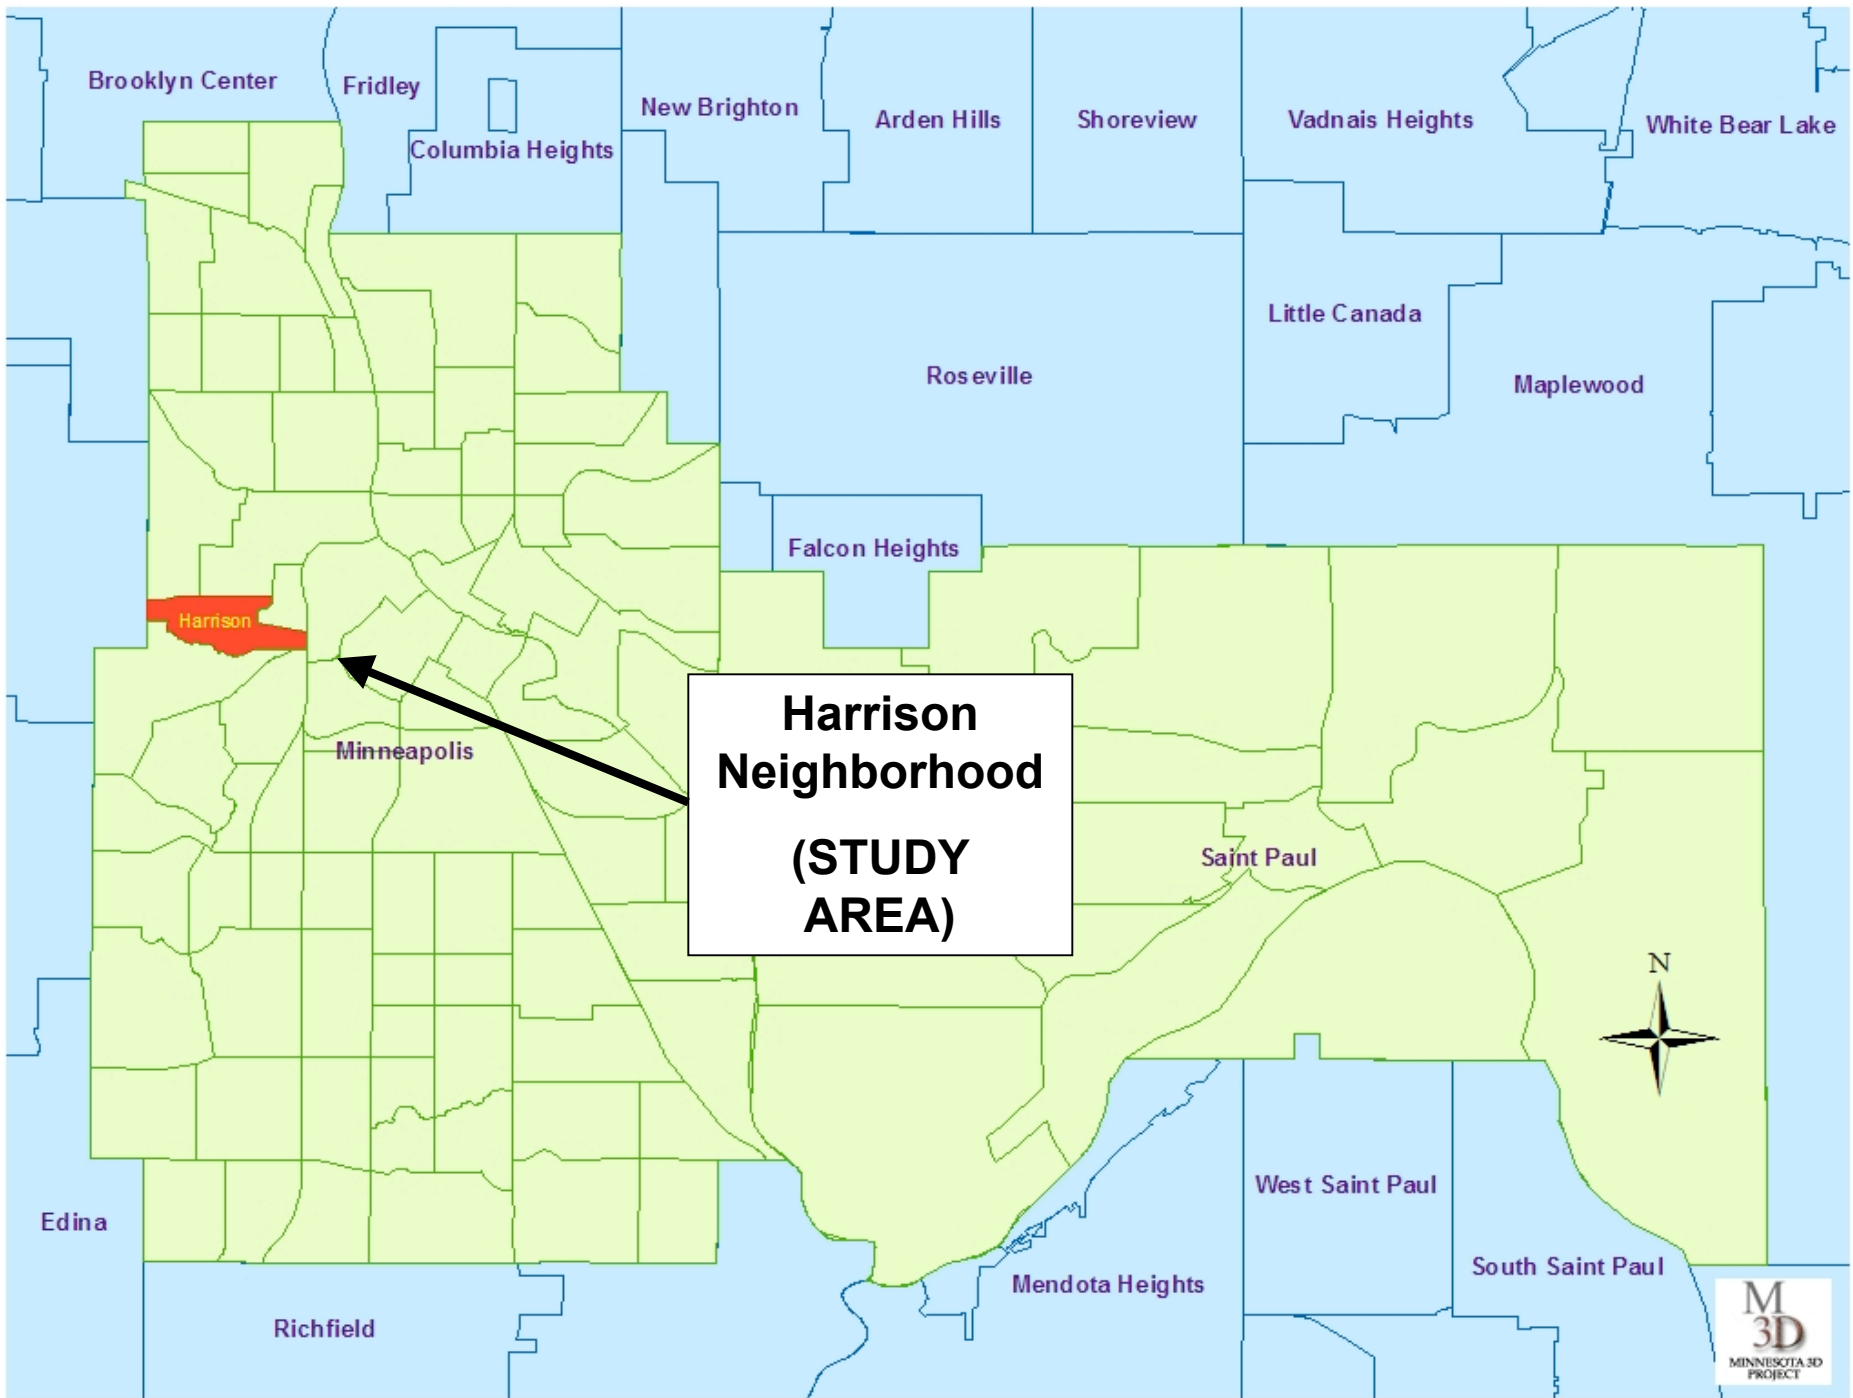 Brooklyn Center
Fridley
Columbia Heights
New Brighton
Arden Hills
Shoreview
Vadnais Heights
White Bear Lake
Little Canada
Roseville
Maplewood
Falcon Heights
Harrison
Harrison
Neighborhood
(STUDY
AREA)
Minneapolis
Saint Paul
N
Edina
Richfield
Mendota Heights
West Saint Paul
South Saint Paul
M
3D
MINNESOTA 3D
PROJECT